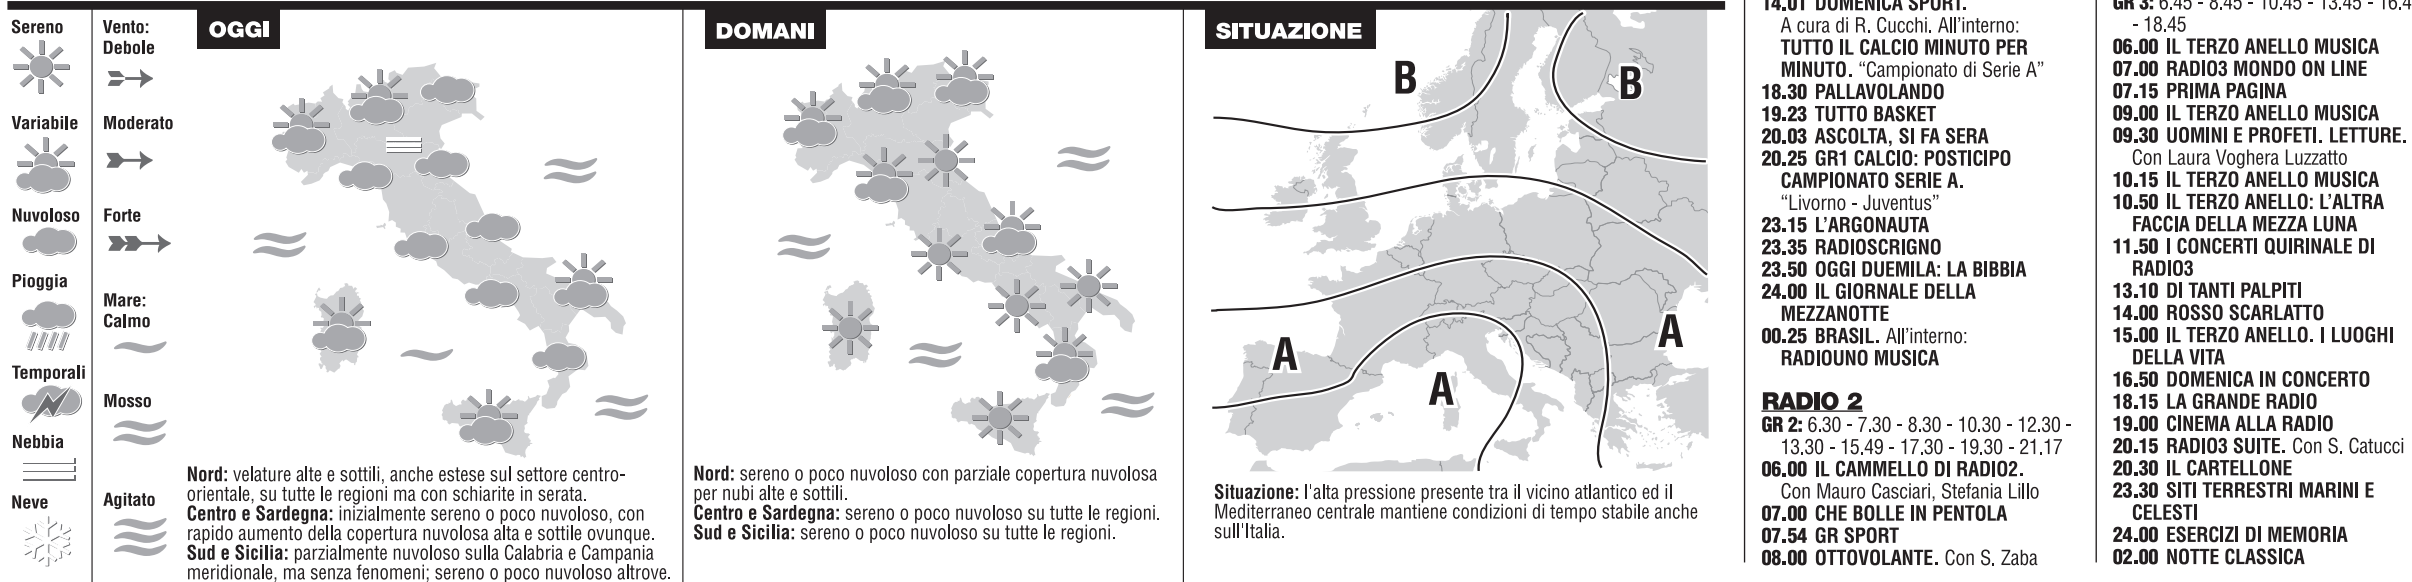 Sereno
Variabile
Nuvoloso
Pioggia
Temporali
Nebbia
Neve
Vento:
Debole
Moderato
Forte
Mare:
Calmo
Mosso
Agitato
OGGI
Nord: velature alte e sottili, anche estese sul settore centro-
orientale, su tutte le regioni ma con schiarite in serata.
Centro e Sardegna: inizialmente sereno o poco nuvoloso, con
rapido aumento della copertura nuvolosa alta e sottile ovunque.
Sud e Sicilia: parzialmente nuvoloso sulla Calabria e Campania
meridionale, ma senza fenomeni; sereno o poco nuvoloso altrove.
DOMANI
Nord: sereno o poco nuvoloso con parziale copertura nuvolosa
per nubi alte e sottili.
Centro e Sardegna: sereno o poco nuvoloso su tutte le regioni.
Sud e Sicilia: sereno o poco nuvoloso su tutte le regioni.
SITUAZIONE
B
B
A
A
A
Situazione: l'alta pressione presente tra il vicino atlantico ed il
Mediterraneo centrale mantiene condizioni di tempo stabile anche
sull'Italia.
14.01 DOMENICA SPORT.
A cura di R. Cucchi. All'interno:
TUTTO IL CALCIO MINUTO PER
MINUTO. "Campionato di Serie A"
18.30 PALLAVOLANDO
19.23 TUTTO BASKET
20.03 ASCOLTA, SI FA SERA
20.25 GR1 CALCIO: POSTICIPO
CAMPIONATO SERIE A.
"Livorno - Juventus"
23.15 L'ARGONAUTA
23.35 RADIOSCRIGNO
23.50 OGGI DUEMILA: LA BIBBIA
24.00 IL GIORNALE DELLA
MEZZANOTTE
00.25 BRASIL. All'interno:
RADIOUNO MUSICA
RADIO 2
GR 2: 6.30 - 7.30 - 8.30 - 10.30 - 12.30 -
13.30 - 15.49 - 17.30 - 19.30 - 21.17
06.00 IL CAMMELLO DI RADIO2.
Con Mauro Casciari, Stefania Lillo
07.00 CHE BOLLE IN PENTOLA
07.54 GR SPORT
08.00 OTTOVOLANTE. Con S. Zaba
GR 3: 6.45 - 8.45 - 10.45 - 13.45 - 16.4
- 18.45
06.00 IL TERZO ANELLO MUSICA
07.00 RADIO3 MONDO ON LINE
07.15 PRIMA PAGINA
09.00 IL TERZO ANELLO MUSICA
09.30 UOMINI E PROFETI. LETTURE.
Con Laura Voghera Luzzatto
10.15 IL TERZO ANELLO MUSICA
10.50 IL TERZO ANELLO: L'ALTRA
FACCIA DELLA MEZZA LUNA
11.50 I CONCERTI QUIRINALE DI
RADIO3
13.10 DI TANTI PALPITI
14.00 ROSSO SCARLATTO
15.00 IL TERZO ANELLO. I LUOGHI
DELLA VITA
16.50 DOMENICA IN CONCERTO
18.15 LA GRANDE RADIO
19.00 CINEMA ALLA RADIO
20.15 RADIO3 SUITE. Con S. Catucci
20.30 IL CARTELLONE
23.30 SITI TERRESTRI MARINI E
CELESTI
24.00 ESERCIZI DI MEMORIA
02.00 NOTTE CLASSICA